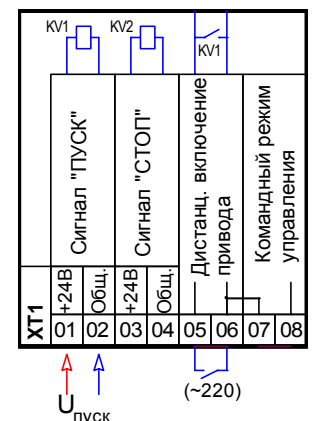 KV1 KV2
KV1
Сигнал "ПУСК"
Сигнал "СТОП"
Дистанц. включение
привода
Командный режим
управления
+24В Общ. +24В Общ.
XT1 01 02 03 04 05 06 07 08
(~220)
Uпуск